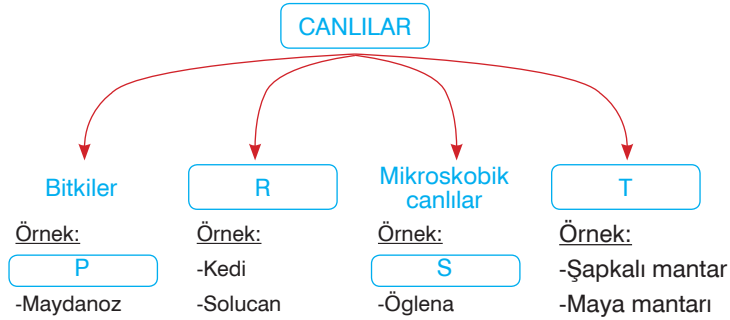 CANLILAR
Bitkiler
Örnek:
P
-Maydanoz
R
Örnek:
-Kedi
-Solucan
Mikroskobik
canlılar
Örnek:
S
-Öglena
T
Örnek:
-Şapkalı mantar
-Maya mantarı